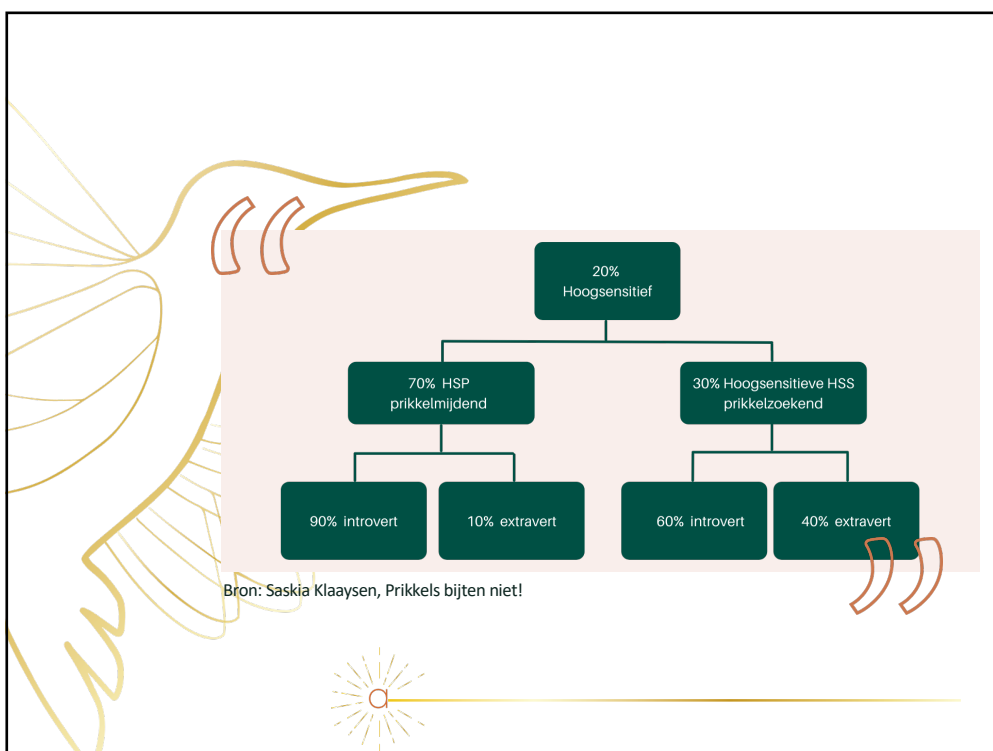 20%
Hoogsensitief
70% HSP
prikkelmijdend
30% Hoogsensitieve HSS
prikkelzoekend
90% introvert
10% extravert
60% introvert
40% extravert
Bron: Saskia Klaaysen, Prikkels bijten niet!
a